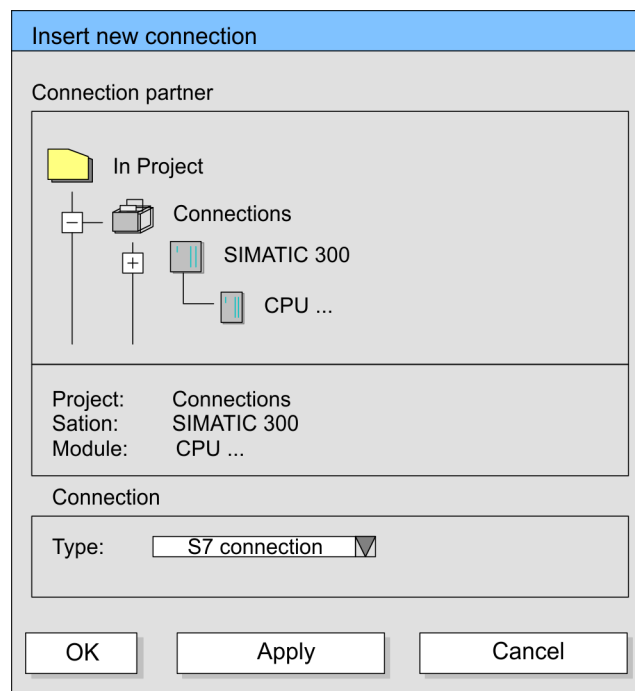 Insert new connection
Connection partner
In Project
Connections
SIMATIC 300
CPU ...
Project: Connections
Sation: SIMATIC 300
Module: CPU ...
Connection
Type: S7 connection
OK Apply Cancel